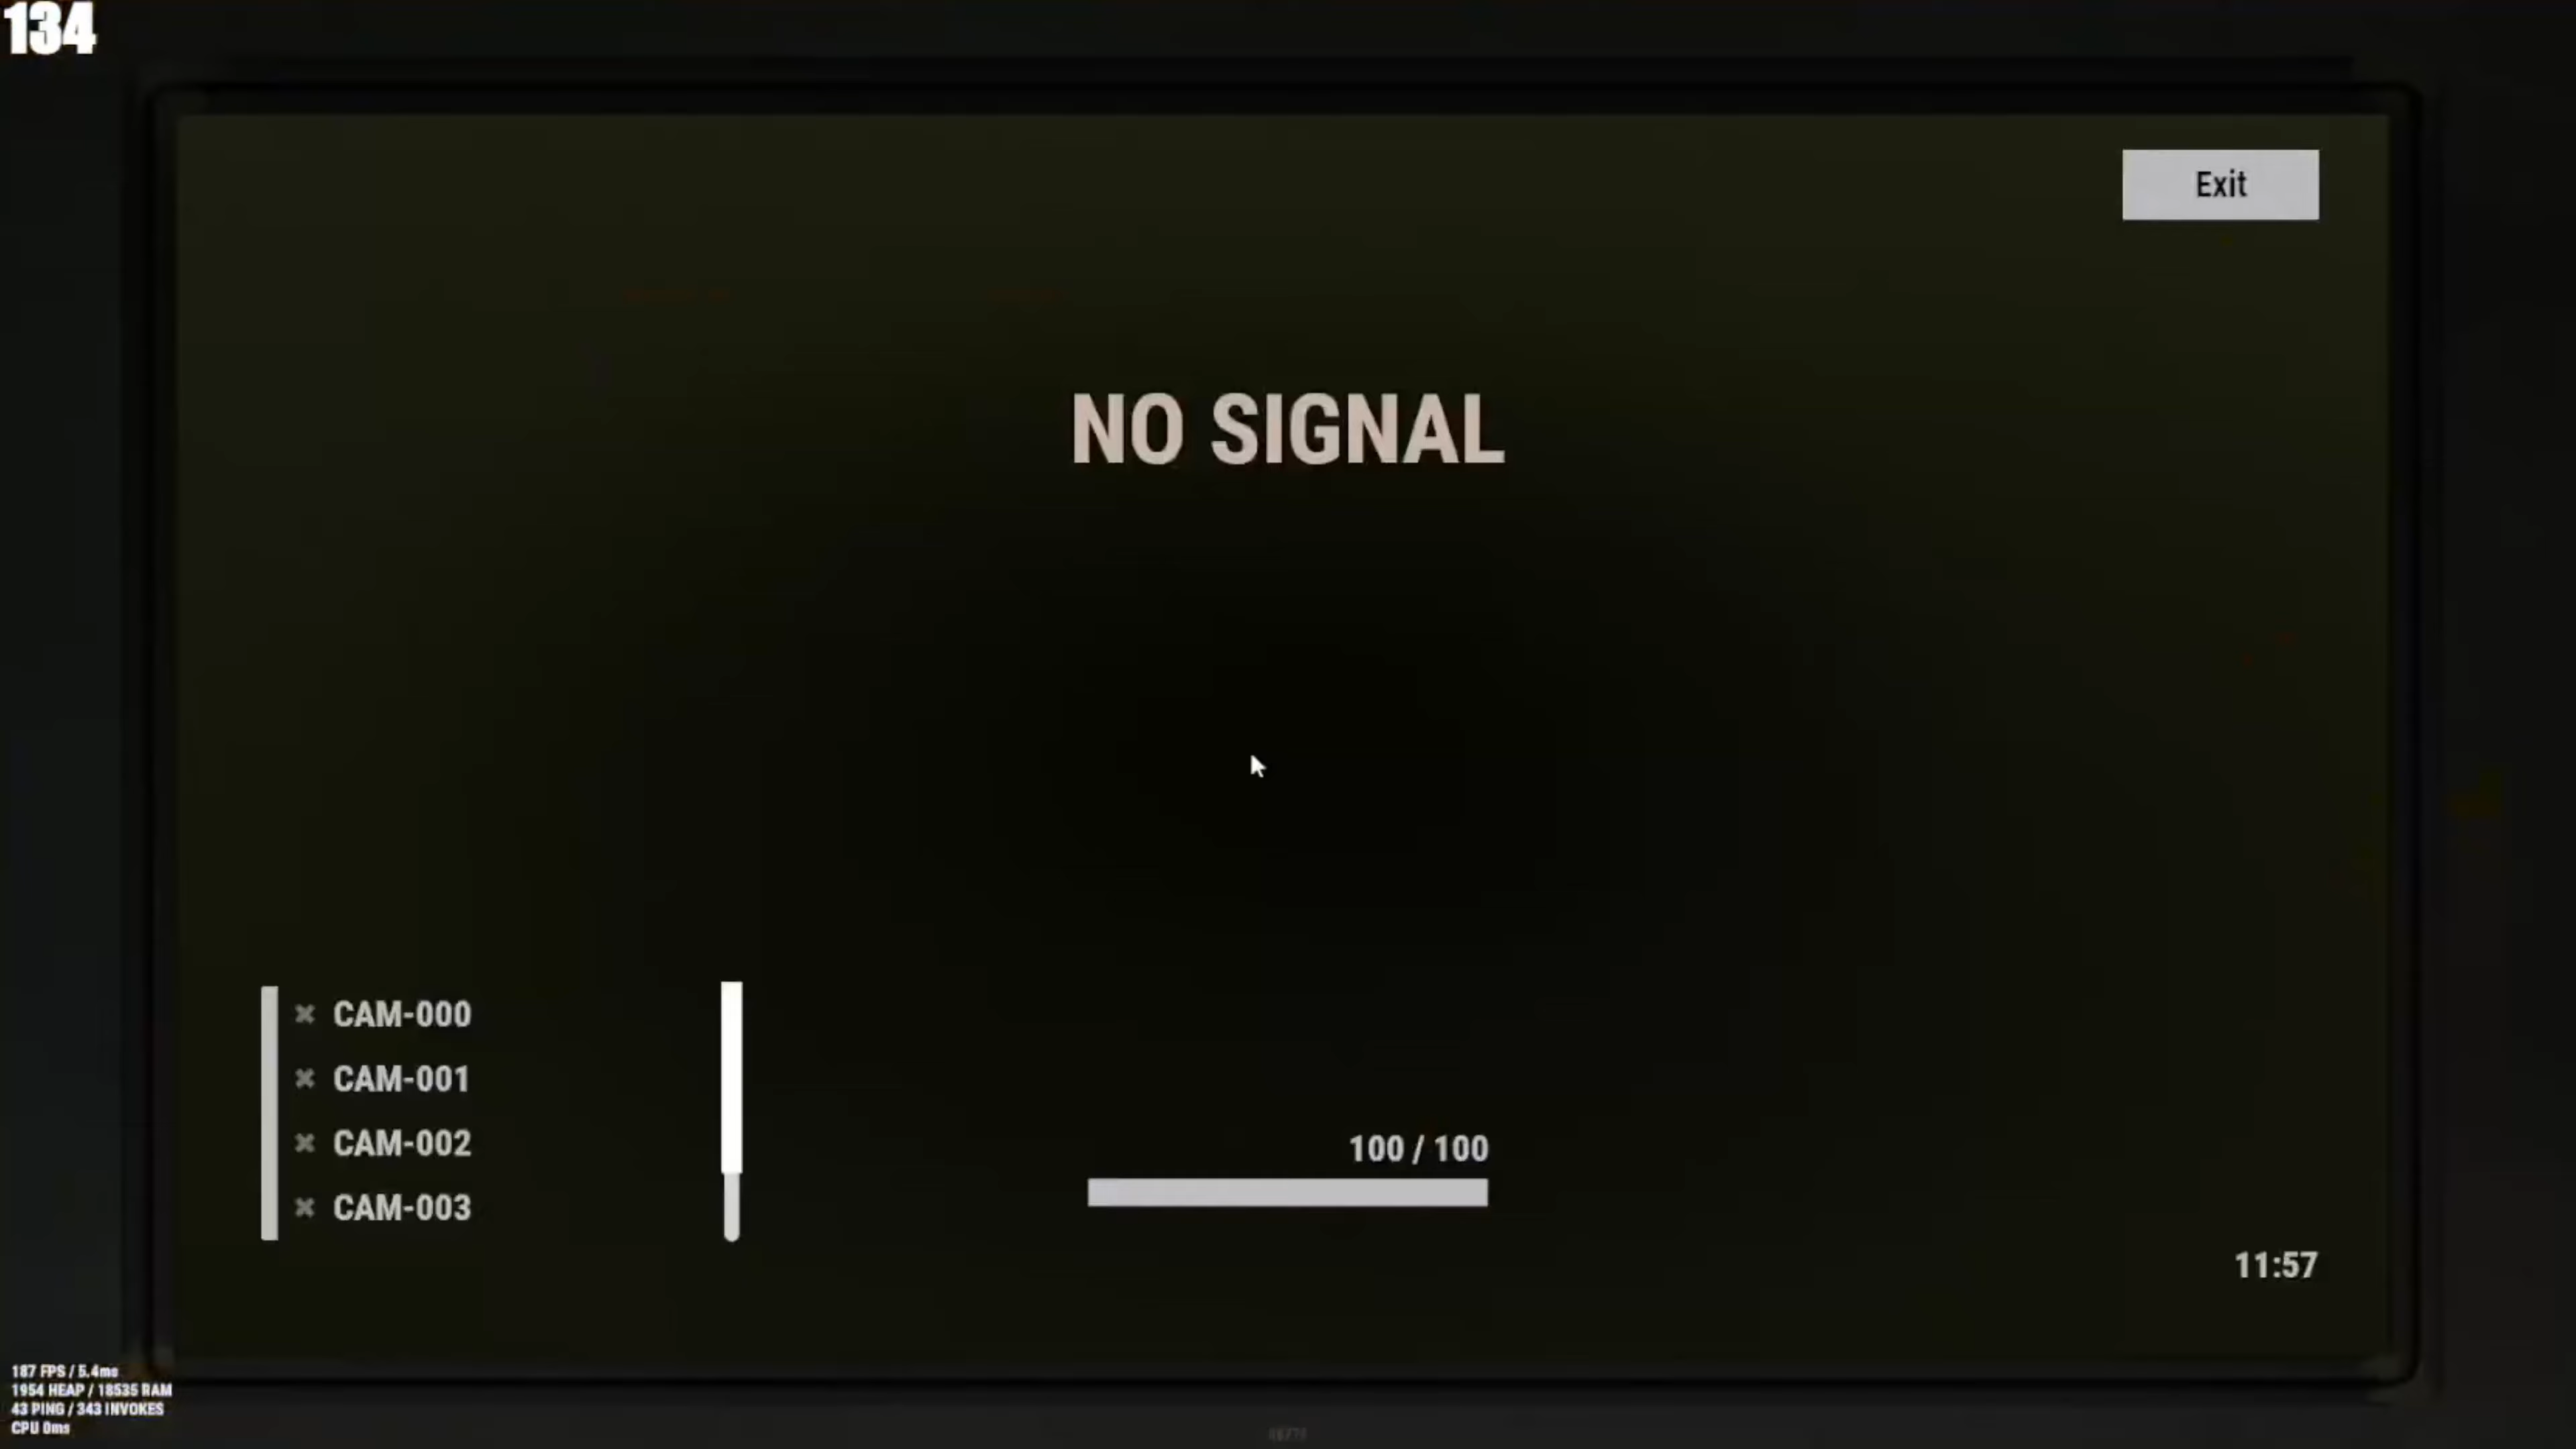 134
Exit
NO SIGNAL
CAM-000
CAM-001
CAM-002
CAM-003
100 / 100
11:57
187 FPS / 5.4ms
1954 HEAP / 18535 RAM
43 PING / 343 INVOKES
CPU 0ms